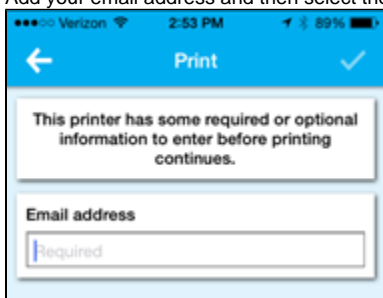 Add your email address and then select the
Verizon 2:53 PM 89%
Print
This printer has some required or optional
information to enter before printing
continues.
Email address
Required